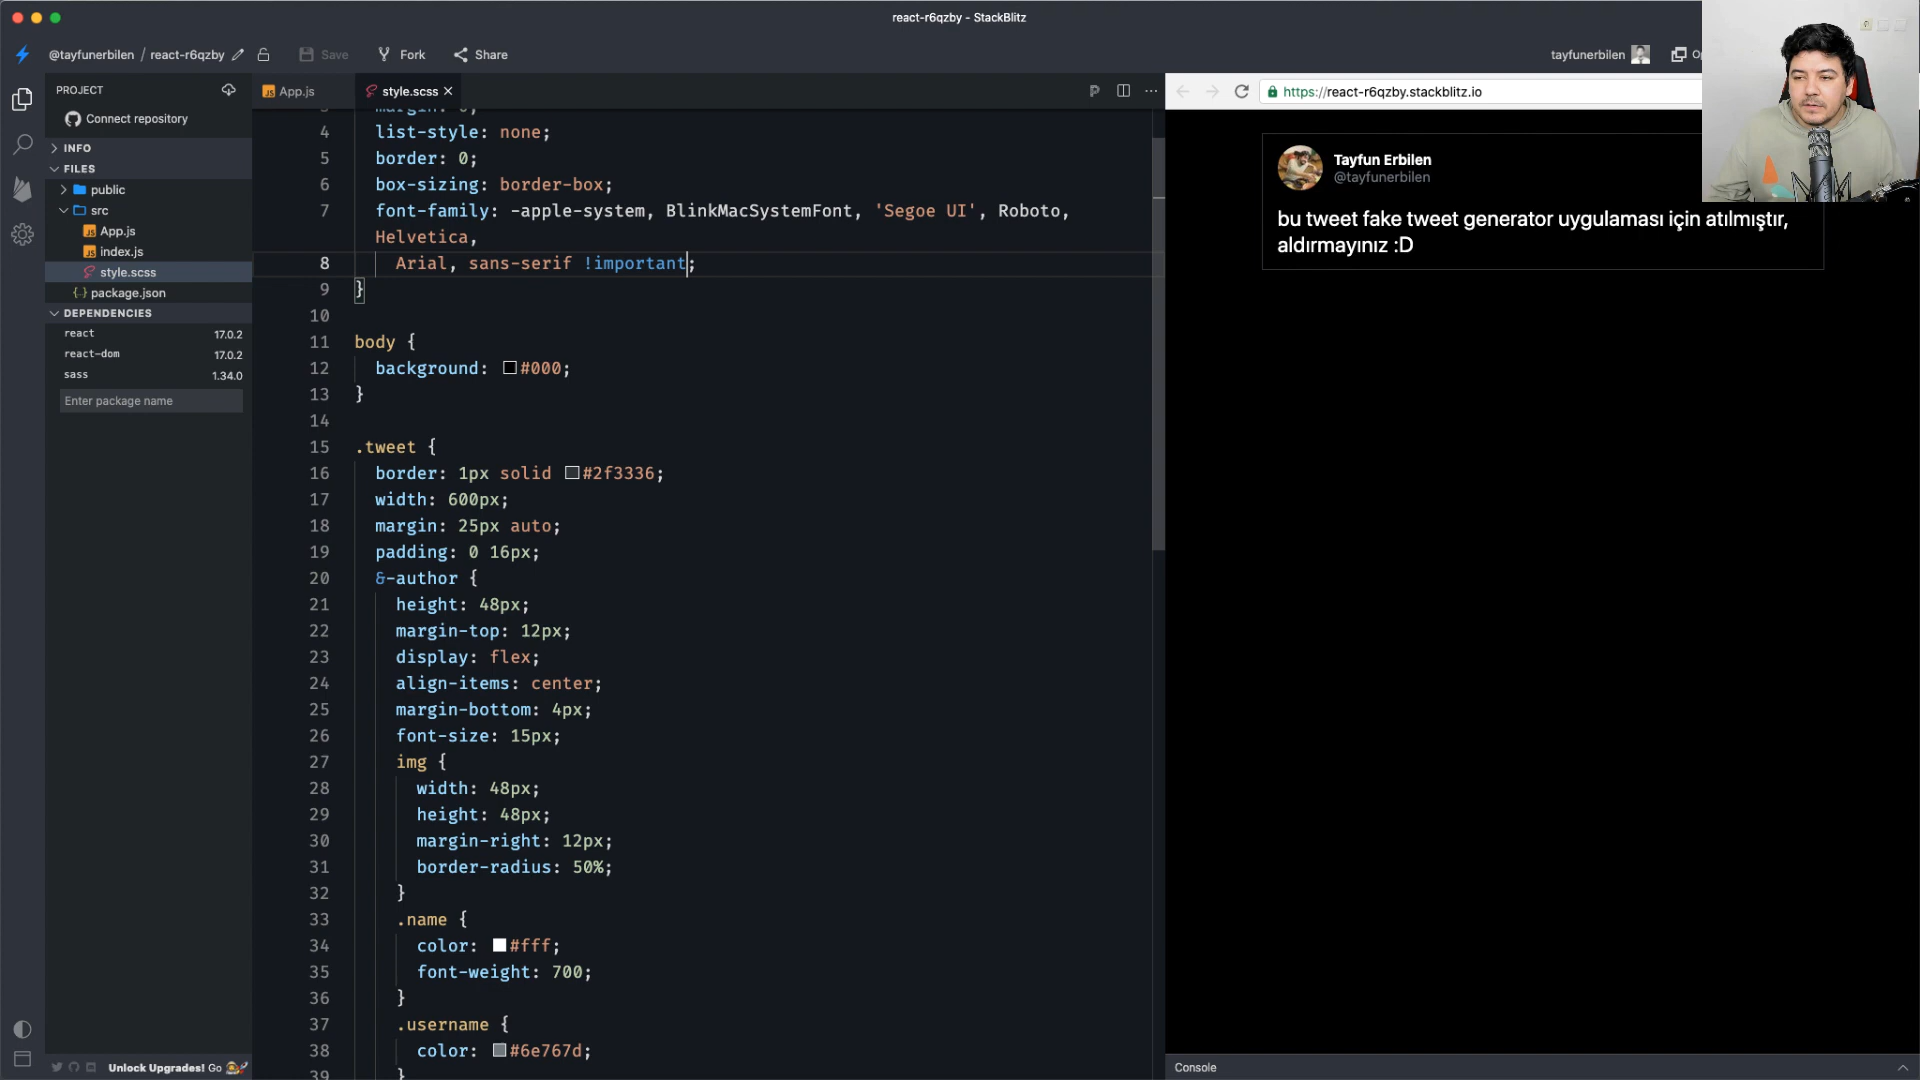 react-r6qzby - StackBlitz
@tayfunerbilen / react-r6qzby
Save
Fork
Share
tayfunerbilen
PROJECT
Connect repository
INFO
FILES
public
src
App.js
index.js
style.scss
package.json
DEPENDENCIES
react 17.0.2
react-dom 17.0.2
sass 1.34.0
Enter package name
Unlock Upgrades! Go
App.js
style.scss
4 list-style: none;
5 border: 0;
6 box-sizing: border-box;
7 font-family: -apple-system, BlinkMacSystemFont, 'Segoe UI', Roboto,
Helvetica,
8 Arial, sans-serif !important;
9 }
10
11 body {
12 background: #000;
13 }
14
15 .tweet {
16 border: 1px solid #2f3336;
17 width: 600px;
18 margin: 25px auto;
19 padding: 0 16px;
20 &-author {
21 height: 48px;
22 margin-top: 12px;
23 display: flex;
24 align-items: center;
25 margin-bottom: 4px;
26 font-size: 15px;
27 img {
28 width: 48px;
29 height: 48px;
30 margin-right: 12px;
31 border-radius: 50%;
32 }
33 .name {
34 color: #fff;
35 font-weight: 700;
36 }
37 .username {
38 color: #6e767d;
39 }
https://react-r6qzby.stackblitz.io
Tayfun Erbilen
@tayfunerbilen
bu tweet fake tweet generator uygulaması için atılmıştır,
aldırmayınız :D
Console